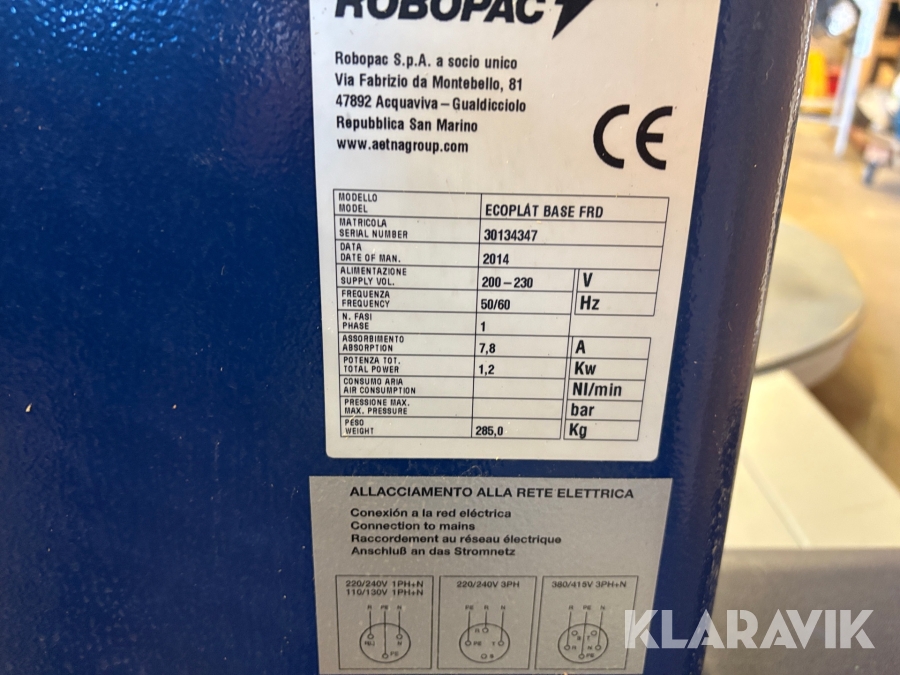 ROBOPAC
Robopac S.p.A. a socio unico
Via Fabrizio da Montebello, 81
47892 Acquaviva – Gualdicciolo
Repubblica San Marino
www.aetnagroup.com
CE
MODELLO
MODEL
ECOPLAT BASE FRD
MATRICOLA
SERIAL NUMBER
30134347
DATA
DATE OF MAN.
2014
ALIMENTAZIONE
SUPPLY VOL.
200-230 V
FREQUENZA
FREQUENCY
50/60 Hz
N. FASI
PHASE
1
ASSORBIMENTO
ABSORPTION
7,8 A
POTENZA TOT.
TOTAL POWER
1,2 Kw
CONSUMO ARIA
AIR CONSUMPTION
Nl/min
PRESSIONE MAX.
MAX. PRESSURE
bar
PESO
WEIGHT
285,0 Kg
ALLACCIAMENTO ALLA RETE ELETTRICA
Conexión a la red eléctrica
Connection to mains
Raccordement au réseau électrique
Anschluß an das Stromnetz
220/240V 1PH+N
110/130V 1PH+N
R PE N
220/240V 3PH
PE R N
380/415V 3PH+N
R PE N
KLARAVIK